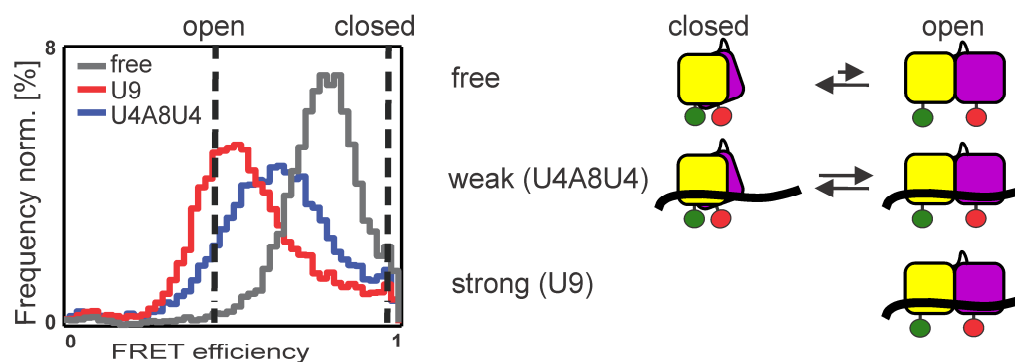 open closed
8
free
U9
U4A8U4
Frequency norm. [%]
0
0 1
FRET efficiency
closed open
free
weak (U4A8U4)
strong (U9)